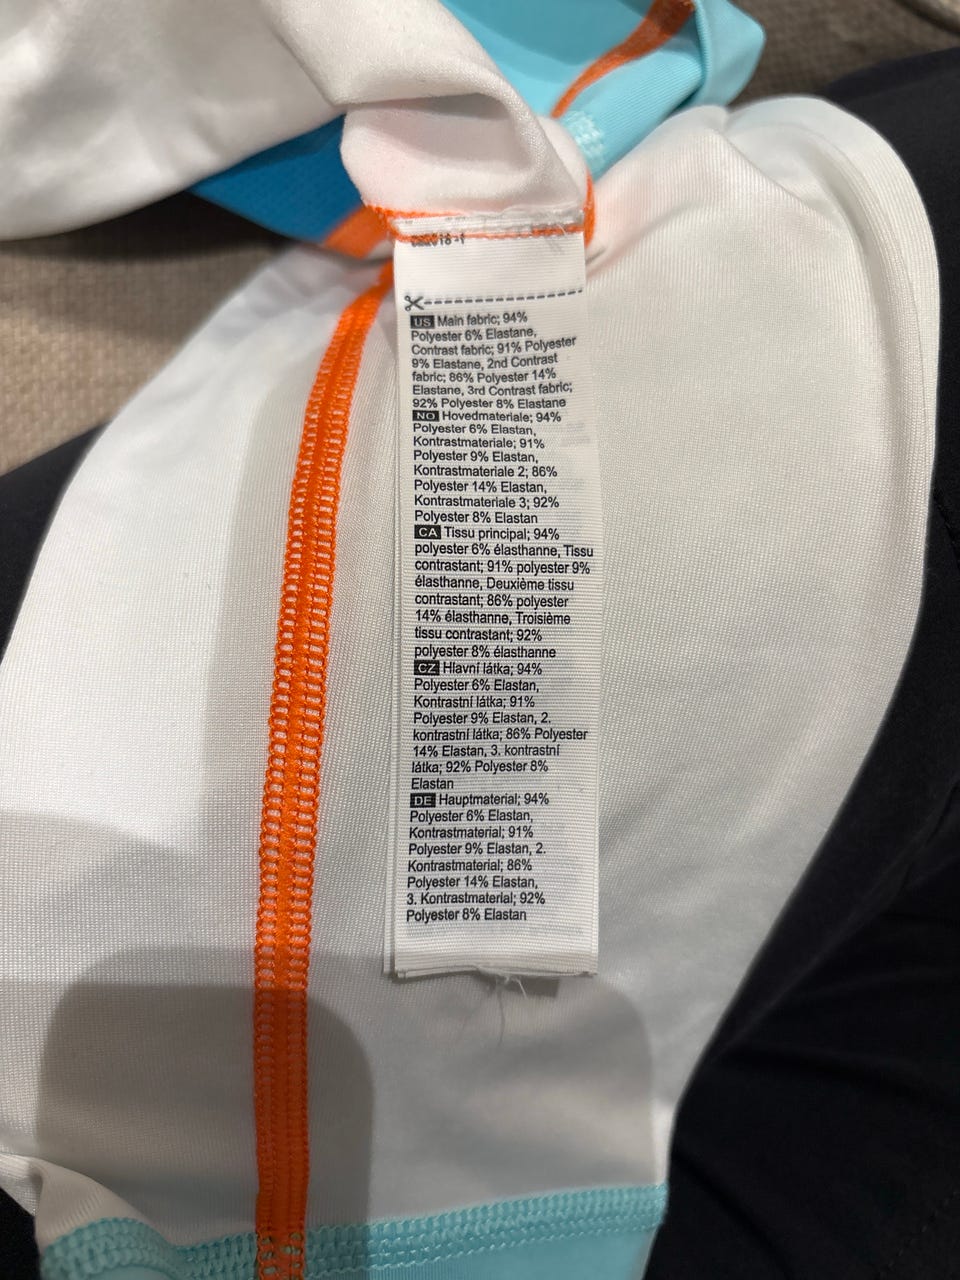 US Main fabric; 94%
Polyester 6% Elastane,
Contrast fabric; 91% Polyester
9% Elastane, 2nd Contrast
fabric; 86% Polyester 14%
Elastane, 3rd Contrast fabric;
92% Polyester 8% Elastane
NO Hovedmateriale; 94%
Polyester 6% Elastan,
Kontrastmateriale; 91%
Polyester 9% Elastan,
Kontrastmateriale 2; 86%
Polyester 14% Elastan,
Kontrastmateriale 3; 92%
Polyester 8% Elastan
CA Tissu principal; 94%
polyester 6% élasthanne, Tissu
contrastant; 91% polyester 9%
élasthanne, Deuxième tissu
contrastant; 86% polyester
14% élasthanne, Troisième
tissu contrastant; 92%
polyester 8% élasthanne
CZ Hlavní látka; 94%
Polyester 6% Elastan,
Kontrastní látka; 91%
Polyester 9% Elastan, 2.
kontrastní látka; 86% Polyester
14% Elastan, 3. kontrastní
látka; 92% Polyester 8%
Elastan
DE Hauptmaterial; 94%
Polyester 6% Elastan,
Kontrastmaterial; 91%
Polyester 9% Elastan, 2.
Kontrastmaterial; 86%
Polyester 14% Elastan,
3. Kontrastmaterial; 92%
Polyester 8% Elastan